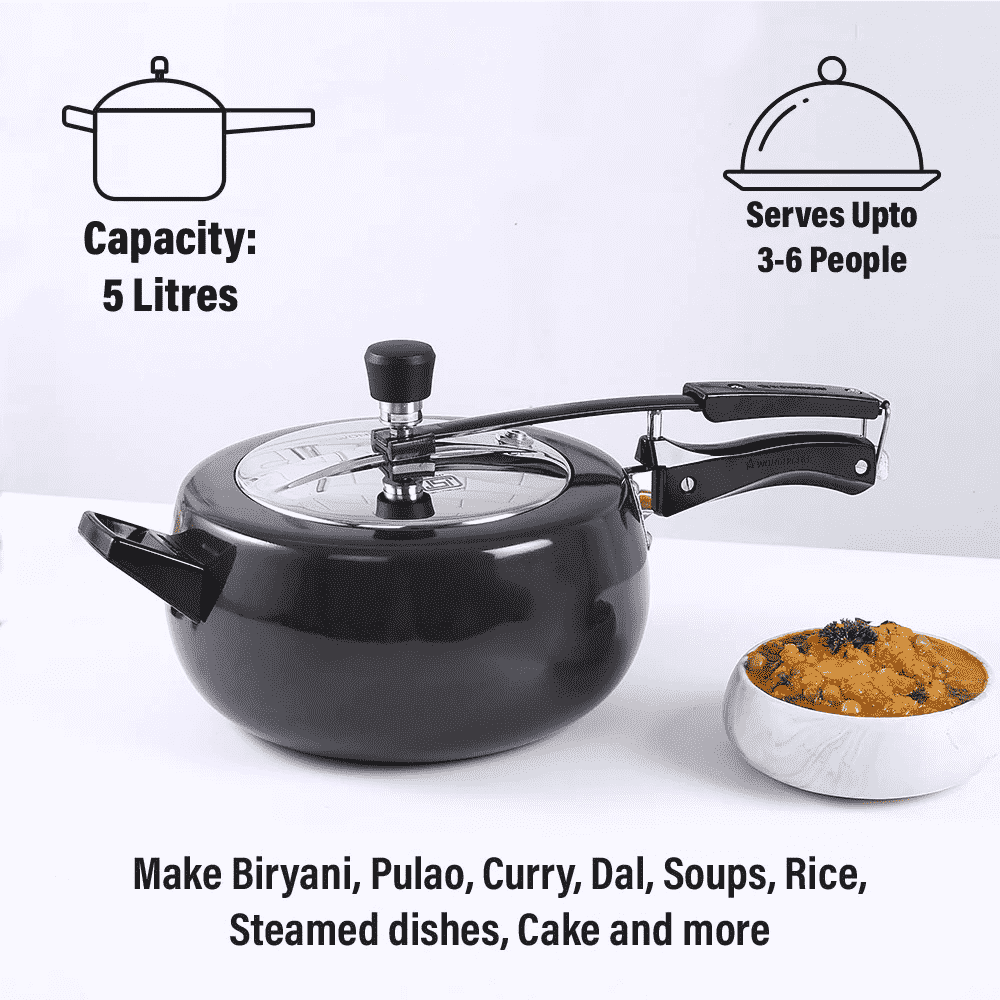 Capacity:
5 Litres
Serves Upto
3-6 People
Make Biryani, Pulao, Curry, Dal, Soups, Rice,
Steamed dishes, Cake and more